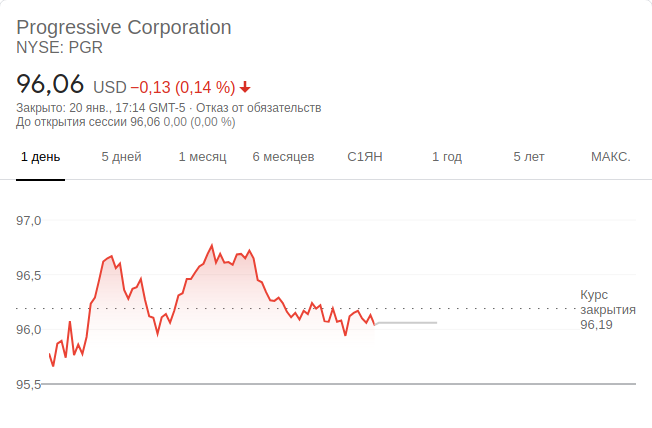 Progressive Corporation
NYSE: PGR
96,06 USD −0,13 (0,14 %)
Закрыто: 20 янв., 17:14 GMT-5 · Отказ от обязательств
До открытия сессии 96,06 0,00 (0,00 %)
1 день 5 дней 1 месяц 6 месяцев С1ЯН 1 год 5 лет МАКС.
97,0
96,5
Курс
закрытия
96,19
96,0
95,5